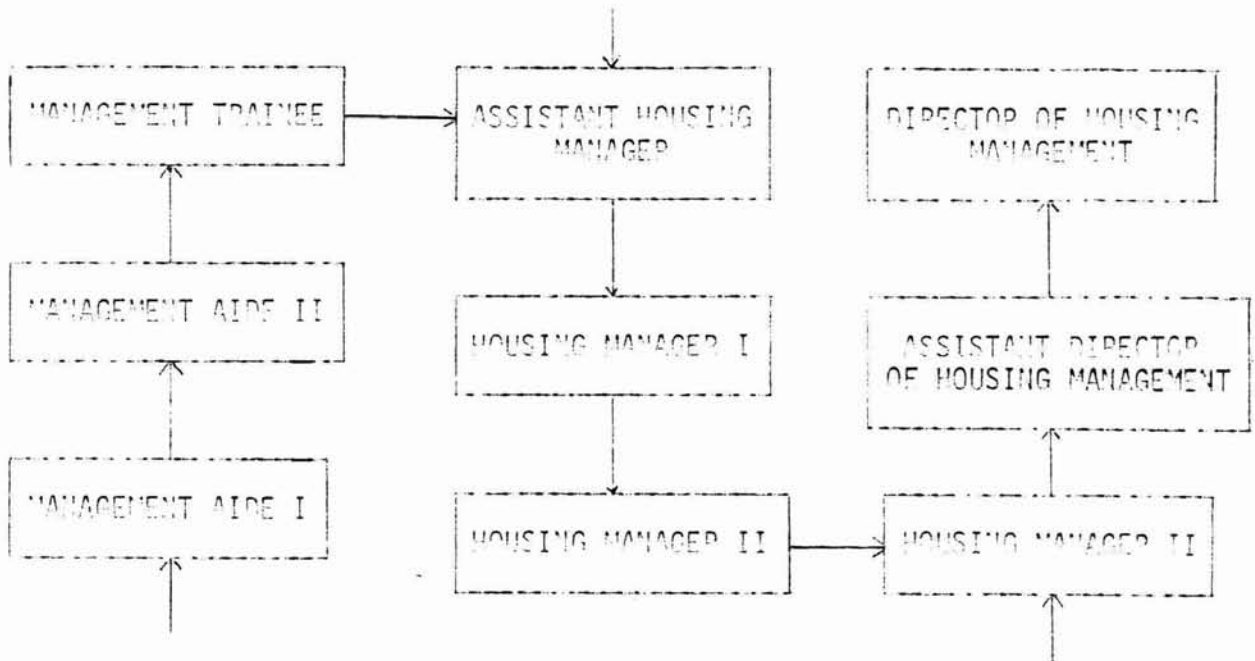 MANAGEMENT TRAINEE
ASSISTANT HOUSING
MANAGER
DIRECTOR OF HOUSING
MANAGEMENT
MANAGEMENT AIDE II
HOUSING MANAGER I
ASSISTANT DIRECTOR
OF HOUSING MANAGEMENT
MANAGEMENT AIDE I
HOUSING MANAGER II
HOUSING MANAGER II